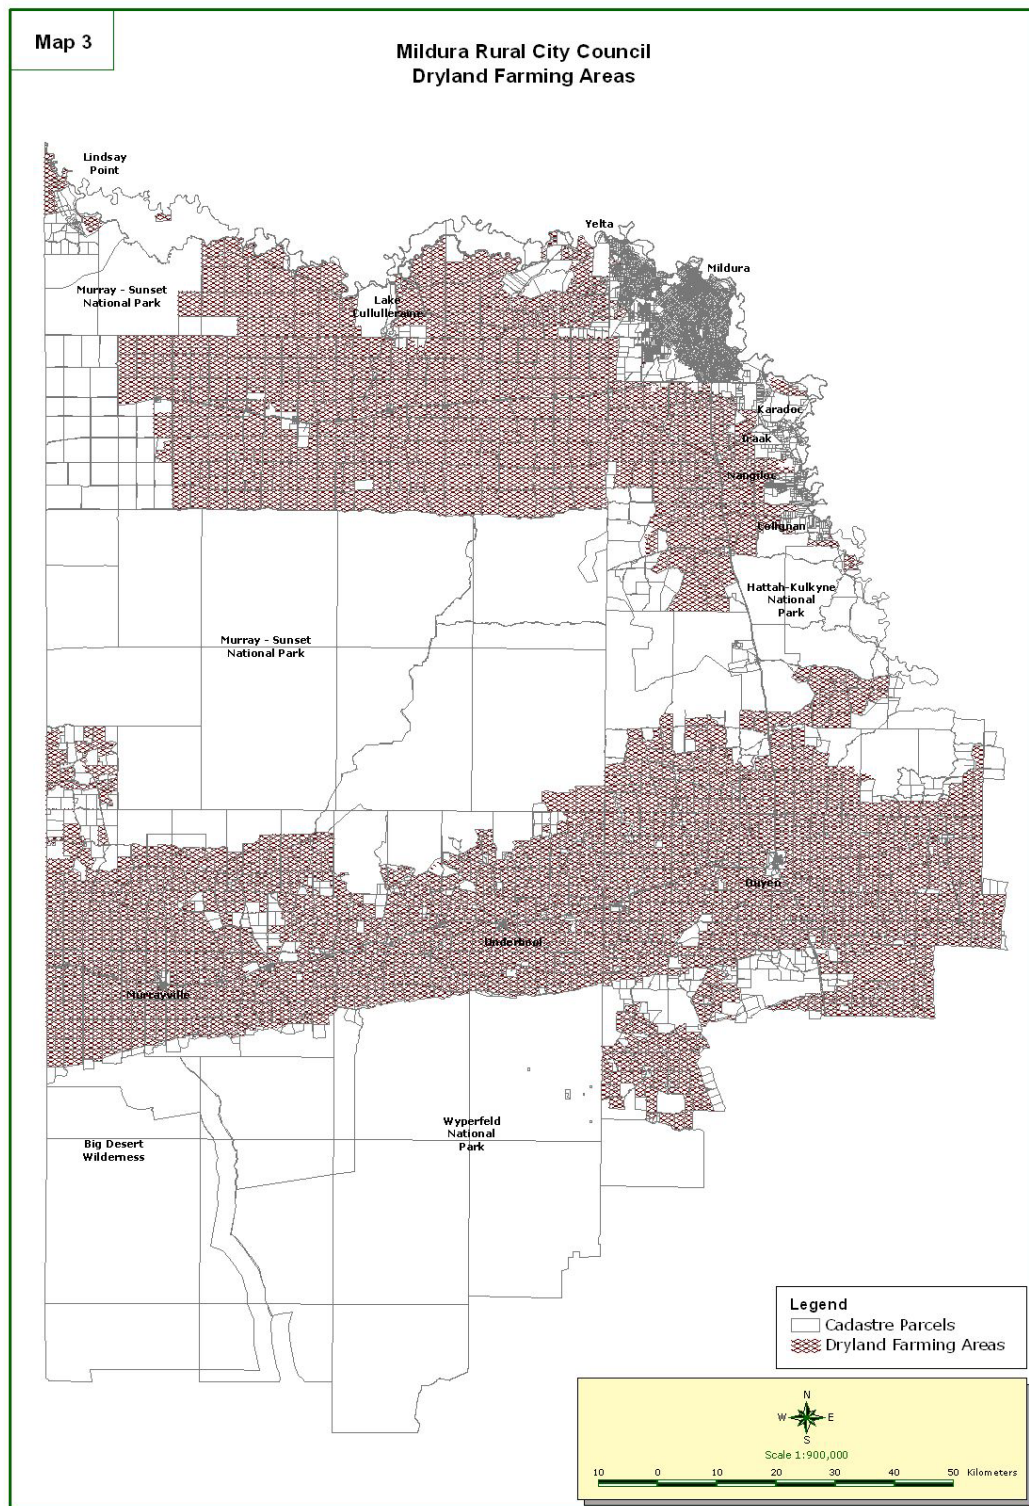 Map 3
Mildura Rural City Council
Dryland Farming Areas
Lindsay
Point
Yelta
Mildura
Murray - Sunset
National Park
Lake
Cullulleraine
Karadoc
Iraak
Nangiloc
Colignan
Hattah-Kulkyne
National
Park
Murray - Sunset
National Park
Ouyen
Underbool
Murrayville
Wyperfeld
National
Park
Big Desert
Wilderness
Legend
Cadastre Parcels
Dryland Farming Areas
N
W
E
S
Scale 1:900,000
10 0 10 20 30 40 50 Kilometers